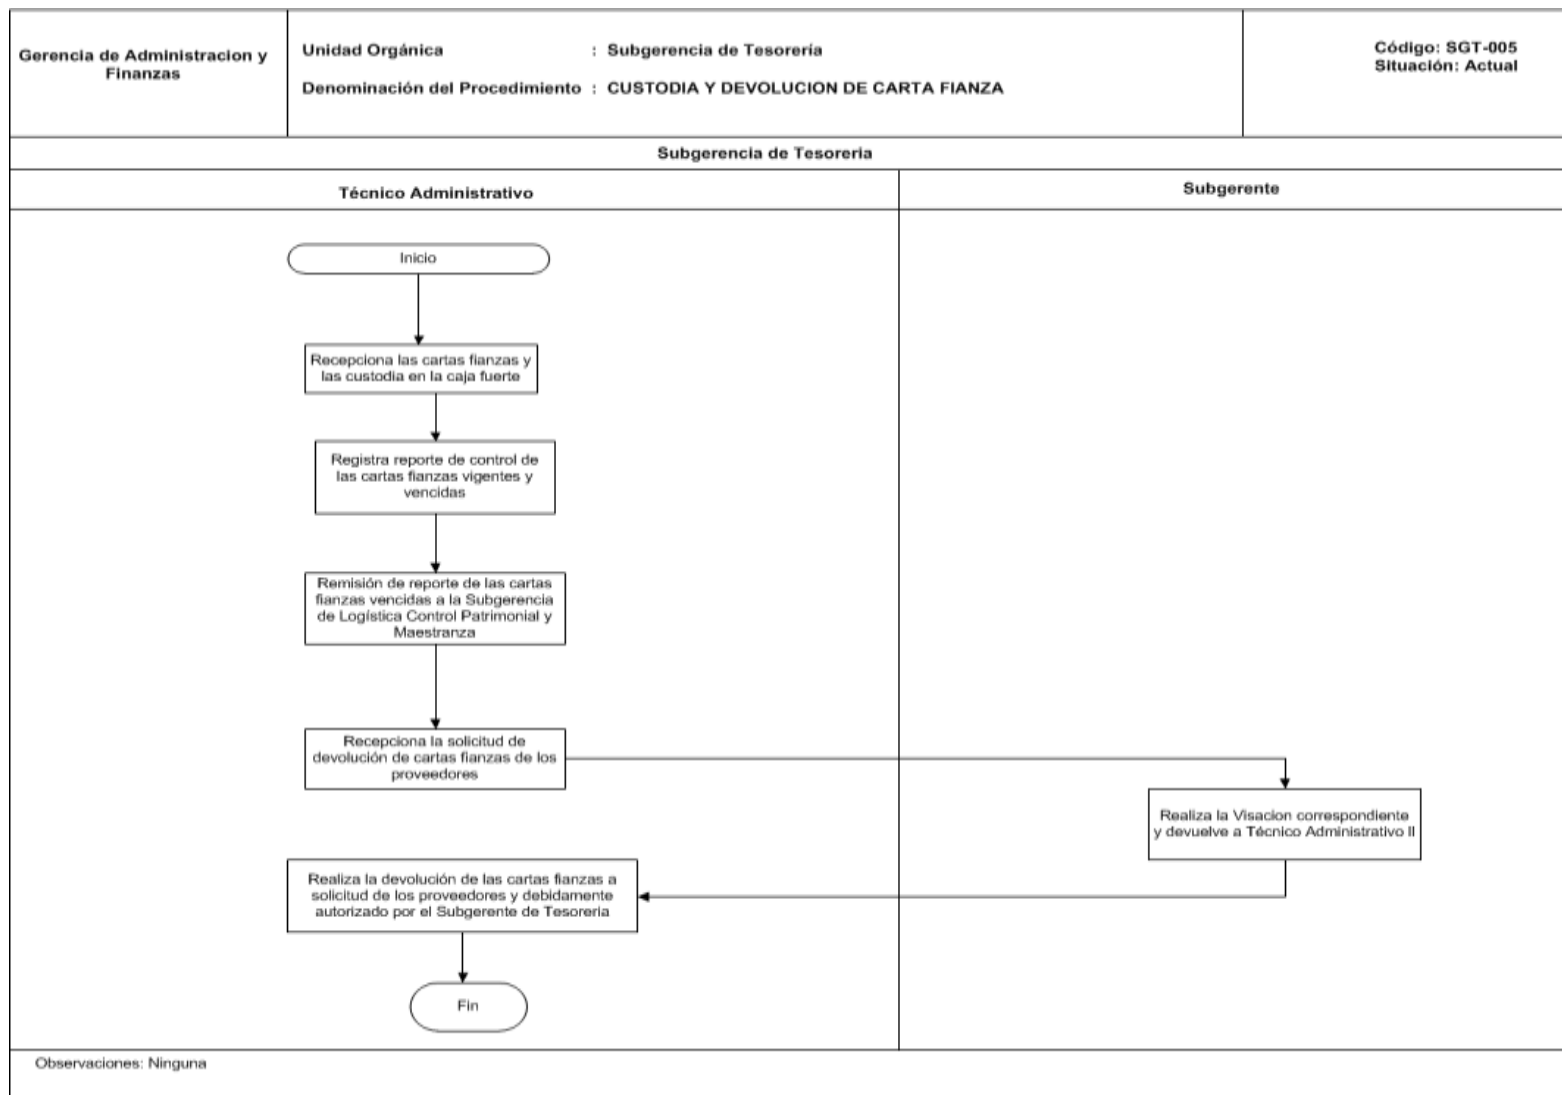 Gerencia de Administracion y
Finanzas
Unidad Orgánica : Subgerencia de Tesorería
Denominación del Procedimiento : CUSTODIA Y DEVOLUCION DE CARTA FIANZA
Código: SGT-005
Situación: Actual
Subgerencia de Tesoreria
Técnico Administrativo
Subgerente
Inicio
Recepciona las cartas fianzas y
las custodia en la caja fuerte
Registra reporte de control de
las cartas fianzas vigentes y
vencidas
Remisión de reporte de las cartas
fianzas vencidas a la Subgerencia
de Logística Control Patrimonial y
Maestranza
Recepciona la solicitud de
devolución de cartas fianzas de los
proveedores
Realiza la Visacion correspondiente
y devuelve a Técnico Administrativo II
Realiza la devolución de las cartas fianzas a
solicitud de los proveedores y debidamente
autorizado por el Subgerente de Tesoreria
Fin
Observaciones: Ninguna